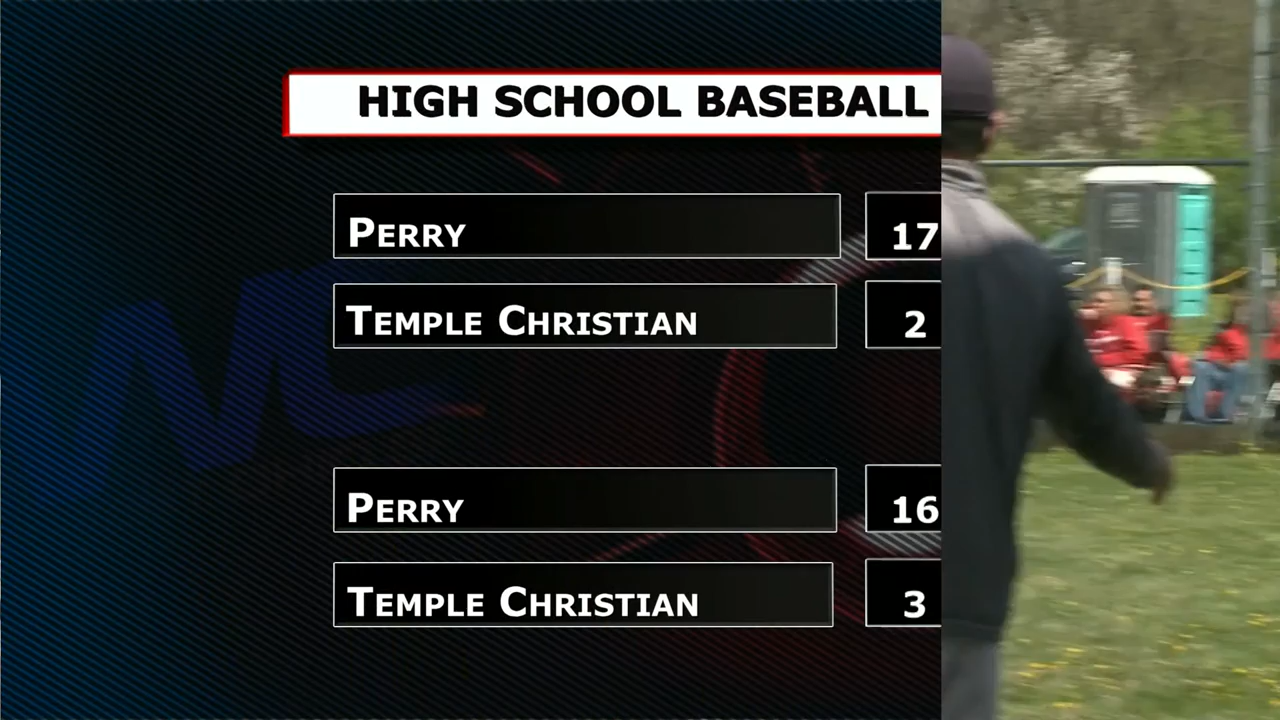 HIGH SCHOOL BASEBALL
PERRY 17
TEMPLE CHRISTIAN 2
PERRY 16
TEMPLE CHRISTIAN 3